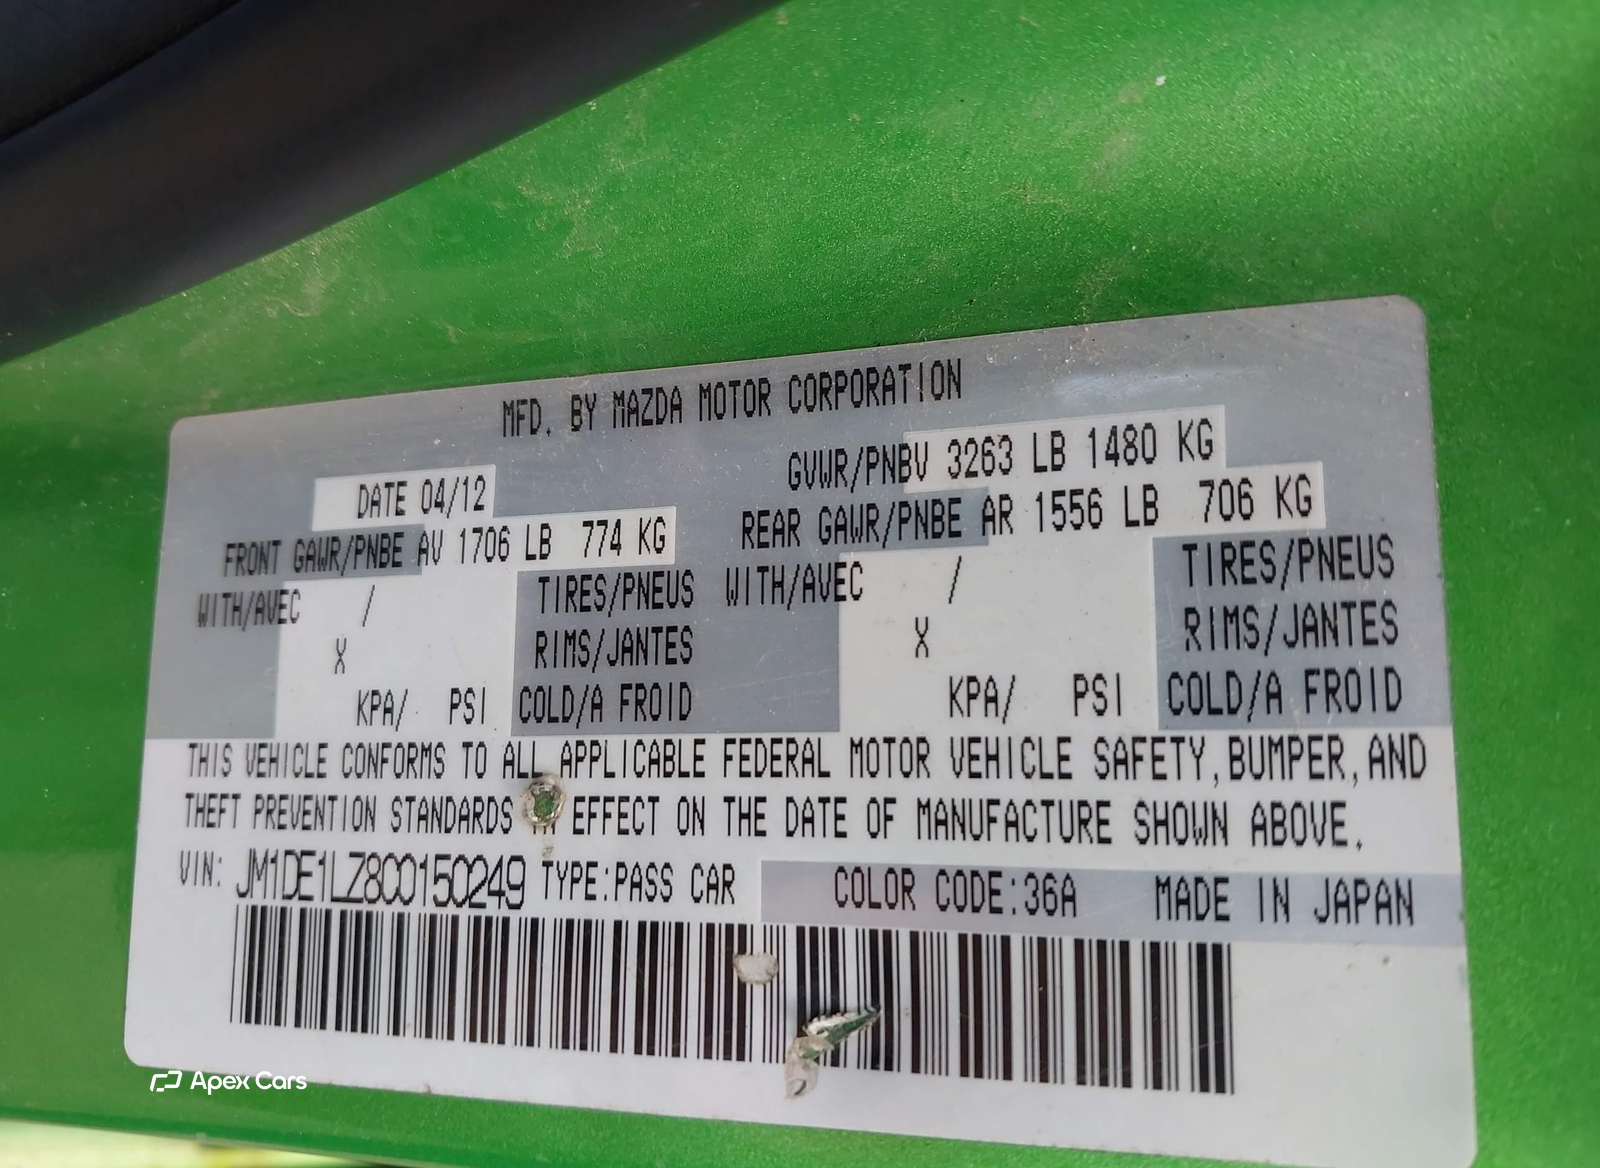 MFD. BY MAZDA MOTOR CORPORATION
DATE 04/12 GVWR/PNBV 3263 LB 1480 KG
FRONT GAWR/PNBE AV 1706 LB 774 KG REAR GAWR/PNBE AR 1556 LB 706 KG
WITH/AVEC / TIRES/PNEUS WITH/AVEC / TIRES/PNEUS
X RIMS/JANTES X RIMS/JANTES
KPA/ PSI COLD/A FROID KPA/ PSI COLD/A FROID
THIS VEHICLE CONFORMS TO ALL APPLICABLE FEDERAL MOTOR VEHICLE SAFETY, BUMPER, AND
THEFT PREVENTION STANDARDS IN EFFECT ON THE DATE OF MANUFACTURE SHOWN ABOVE.
VIN: JM1DE1LZ8C0150249 TYPE:PASS CAR COLOR CODE:36A MADE IN JAPAN
Apex Cars